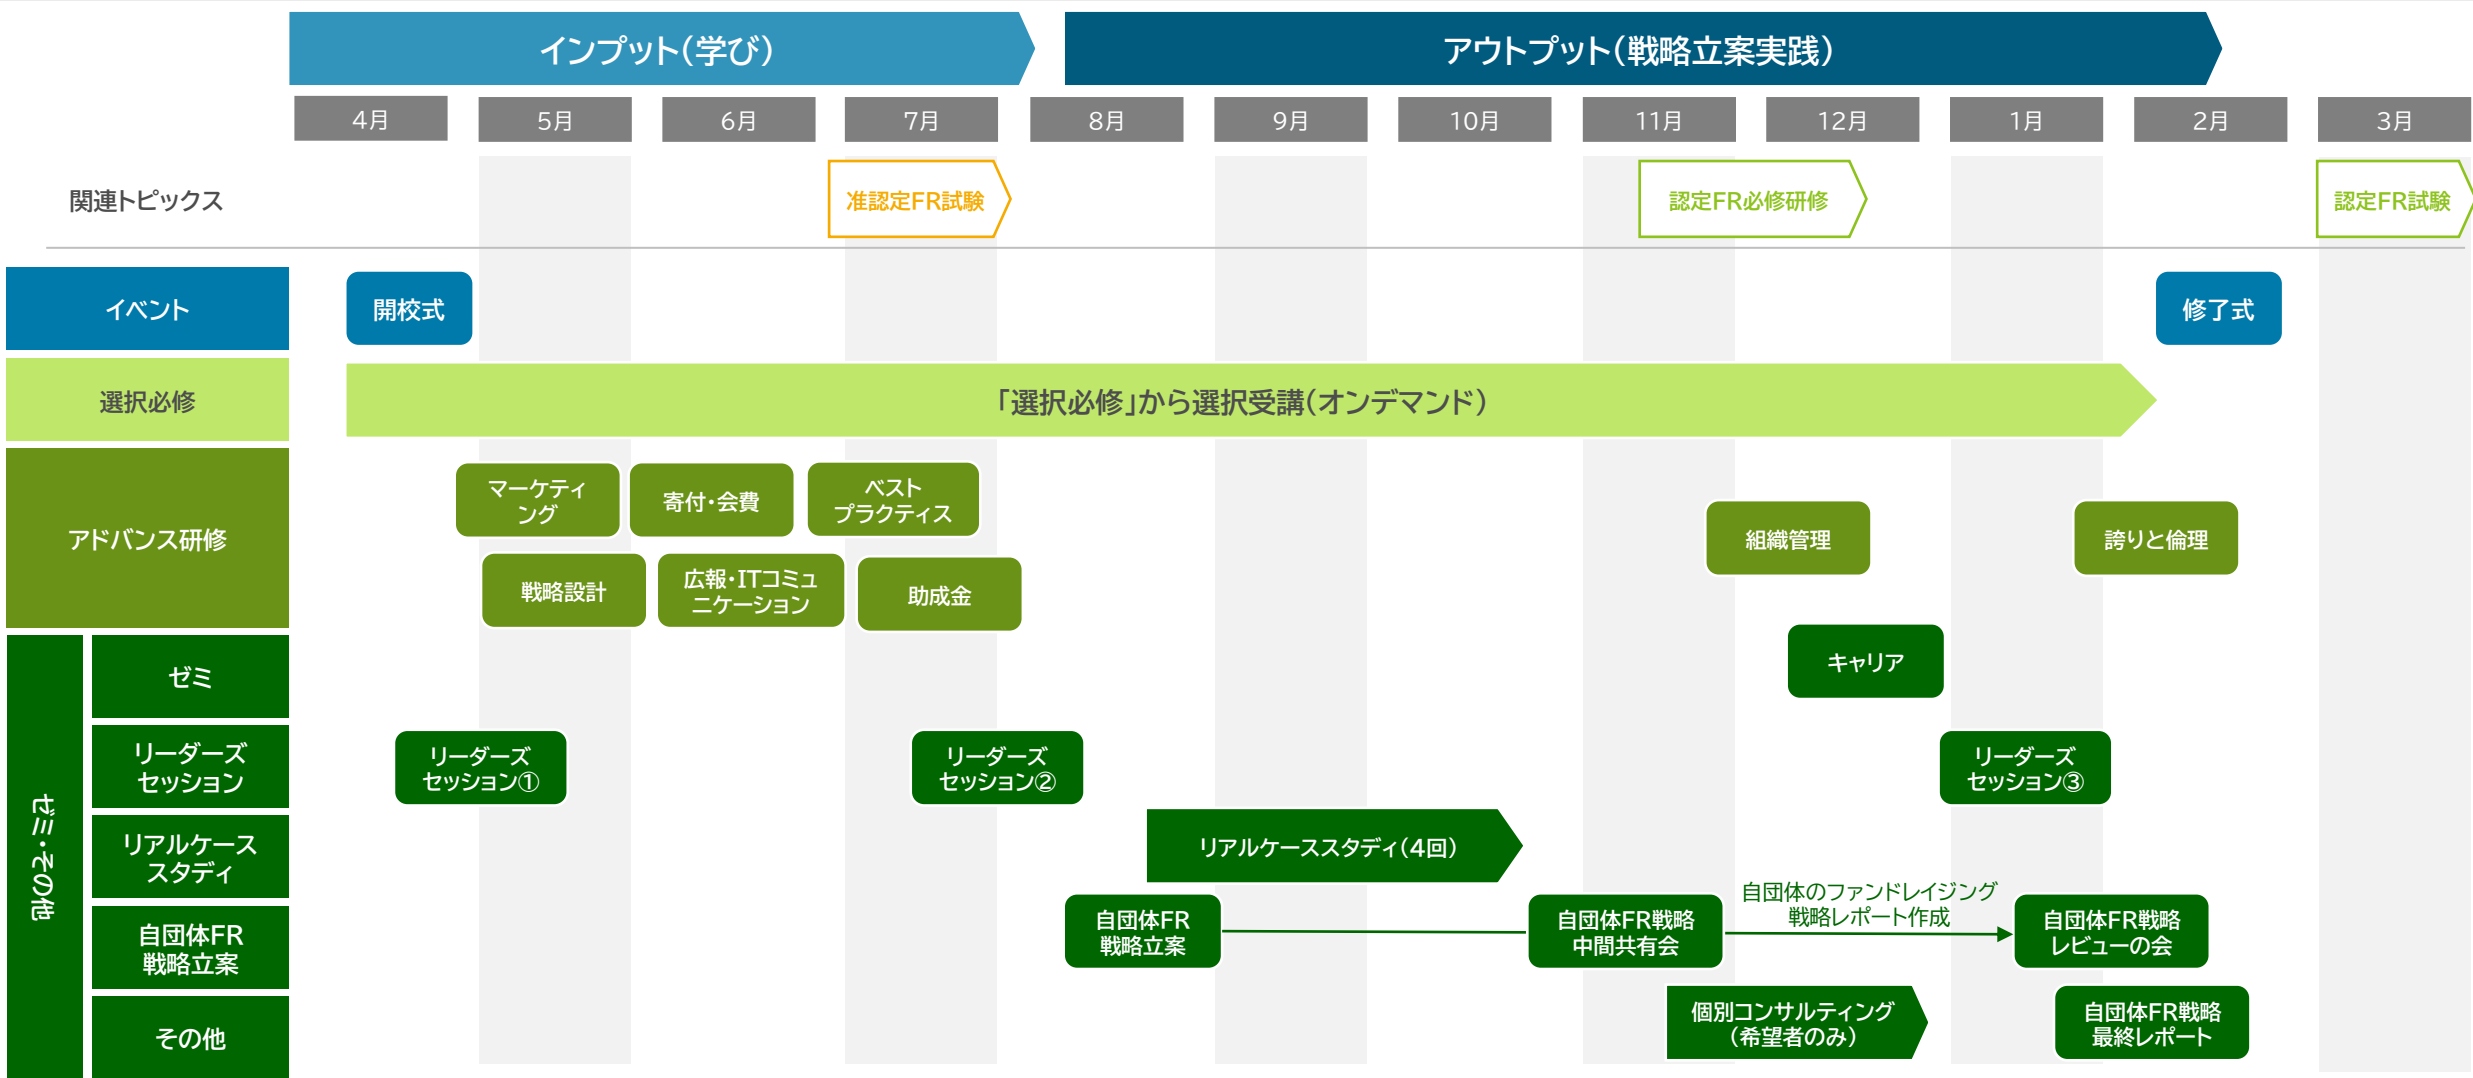 インプット（学び）
アウトプット（戦略立案実践）
4月
5月
6月
7月
8月
9月
10月
11月
12月
1月
2月
3月
関連トピックス
准認定FR試験
認定FR必修研修
認定FR試験
イベント
開校式
修了式
選択必修
「選択必修」から選択受講（オンデマンド）
アドバンス研修
マーケティ
ング
寄付・会費
ベスト
プラクティス
戦略設計
広報・ITコミュ
ニケーション
助成金
組織管理
誇りと倫理
ゼミ・その他
ゼミ
キャリア
リーダーズ
セッション
リーダーズ
セッション①
リーダーズ
セッション②
リーダーズ
セッション③
リアルケース
スタディ
リアルケーススタディ（4回）
自団体FR
戦略立案
自団体FR
戦略立案
自団体FR戦略
中間共有会
自団体のファンドレイジング
戦略レポート作成
自団体FR戦略
レビューの会
その他
個別コンサルティング
（希望者のみ）
自団体FR戦略
最終レポート